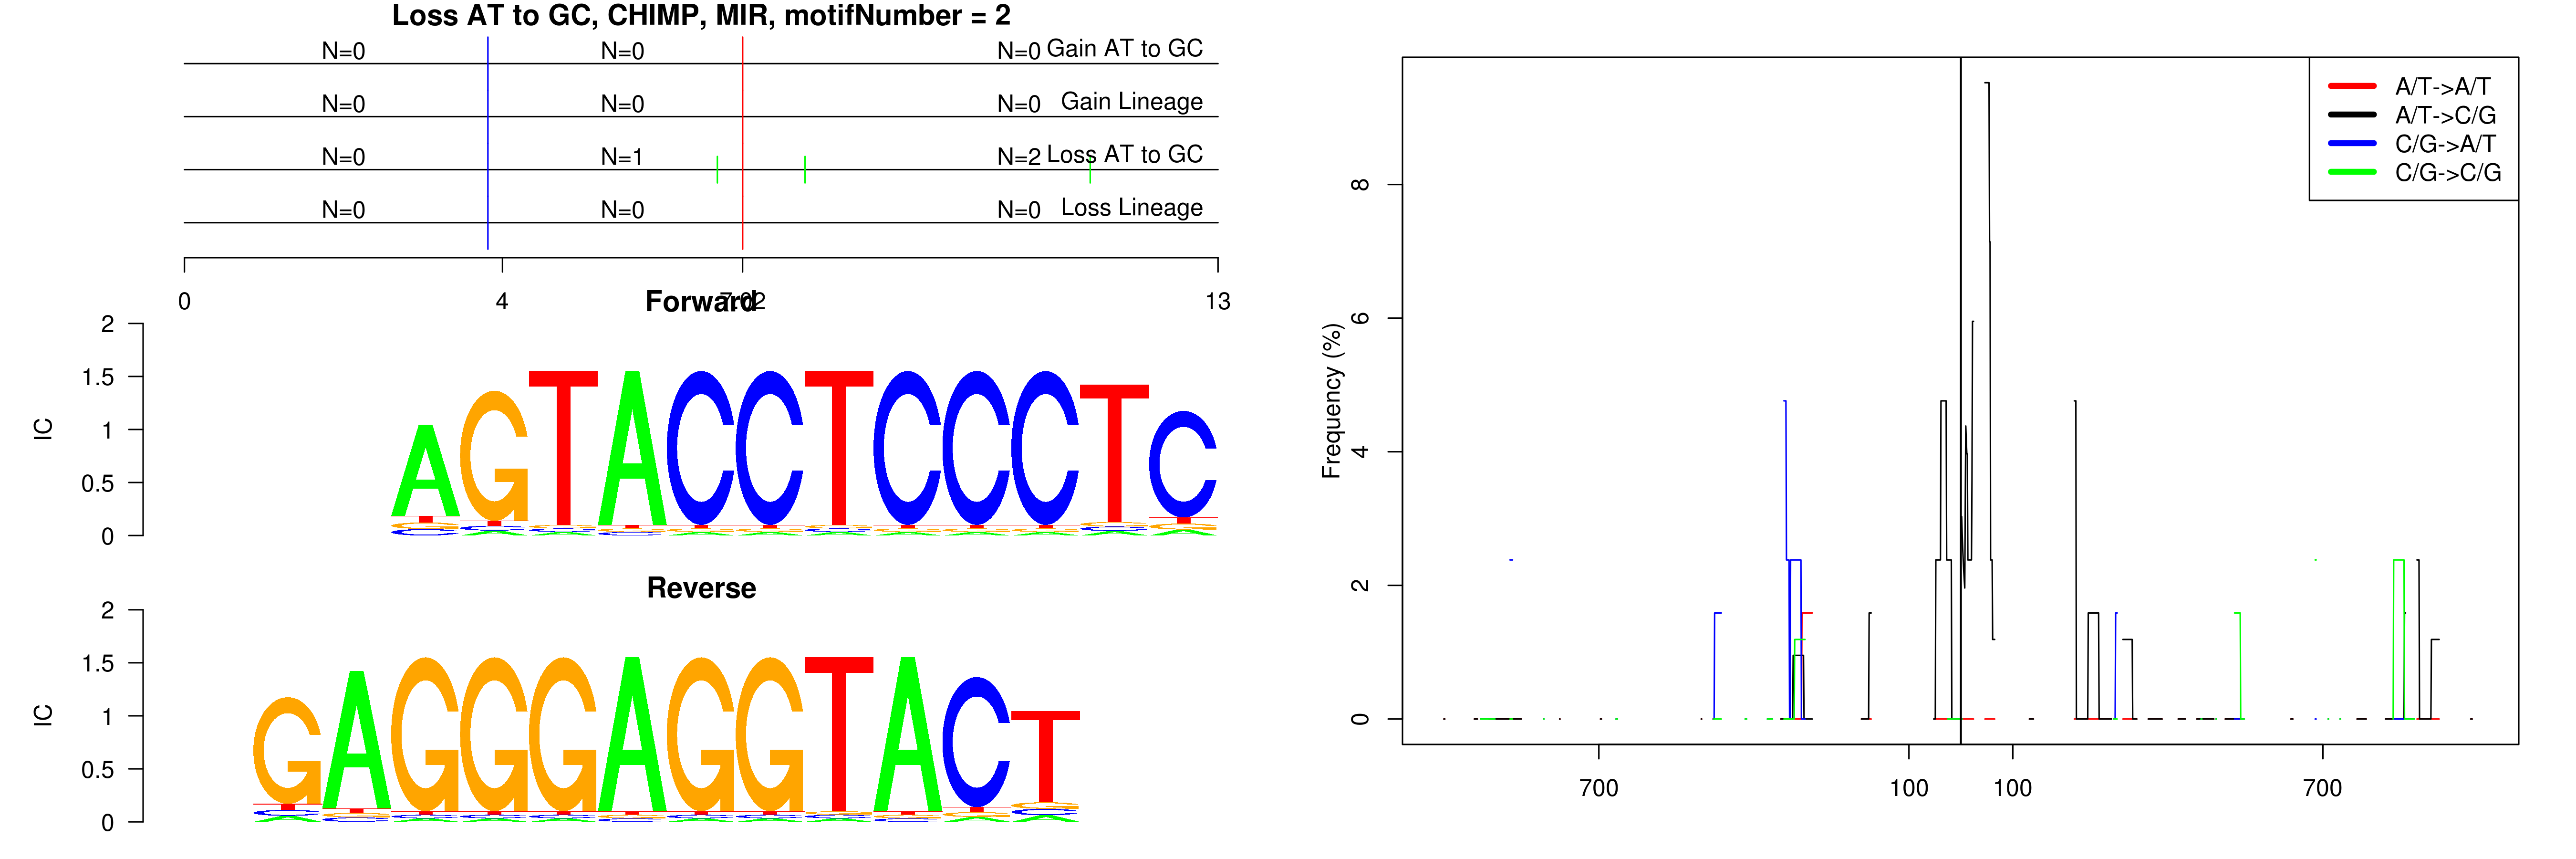 Loss AT to GC, CHIMP, MIR, motifNumber = 2
N=0 N=0 N=0 Gain AT to GC
N=0 N=0 N=0 Gain Lineage
N=0 N=1 N=2 Loss AT to GC
N=0 N=0 N=0 Loss Lineage
0 4 7.02 13
Forward
IC
2
1.5
1
0.5
0
AGTACCTCCCTC
Reverse
IC
2
1.5
1
0.5
0
GAGGGAGGTACT
A/T->A/T
A/T->C/G
C/G->A/T
C/G->C/G
Frequency (%)
8
6
4
2
0
700 100 100 700